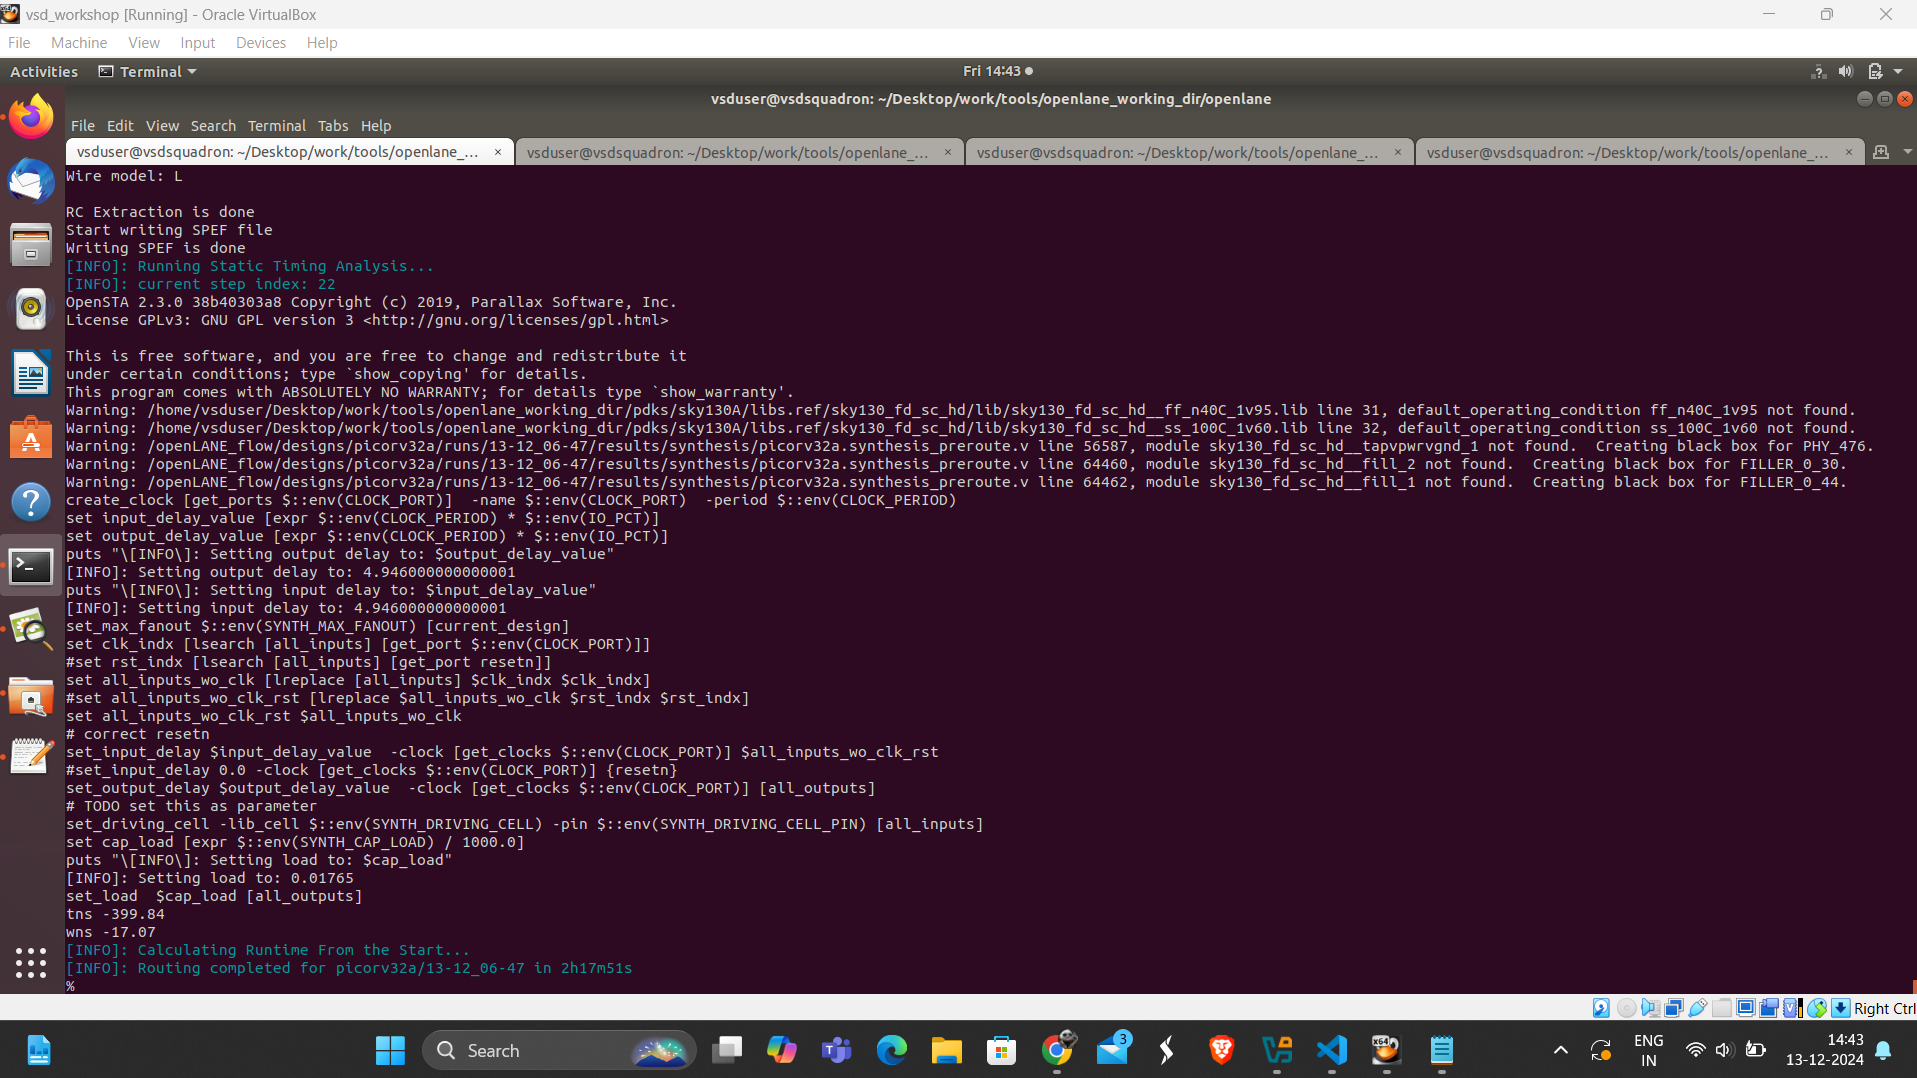 vsd_workshop [Running] - Oracle VirtualBox
File Machine View Input Devices Help
Activities Terminal Fri 14:43
vsduser@vsdsquadron: ~/Desktop/work/tools/openlane_working_dir/openlane
File Edit View Search Terminal Tabs Help
vsduser@vsdsquadron: ~/Desktop/work/tools/openlane_... × vsduser@vsdsquadron: ~/Desktop/work/tools/openlane_... × vsduser@vsdsquadron: ~/Desktop/work/tools/openlane_... × vsduser@vsdsquadron: ~/Desktop/work/tools/openlane_... ×
Wire model: L
RC Extraction is done
Start writing SPEF file
Writing SPEF is done
[INFO]: Running Static Timing Analysis...
[INFO]: current step index: 22
OpenSTA 2.3.0 38b40303a8 Copyright (c) 2019, Parallax Software, Inc.
License GPLv3: GNU GPL version 3 <http://gnu.org/licenses/gpl.html>
This is free software, and you are free to change and redistribute it
under certain conditions; type `show_copying' for details.
This program comes with ABSOLUTELY NO WARRANTY; for details type `show_warranty'.
Warning: /home/vsduser/Desktop/work/tools/openlane_working_dir/pdks/sky130A/libs.ref/sky130_fd_sc_hd/lib/sky130_fd_sc_hd__ff_n40C_1v95.lib line 31, default_operating_condition ff_n40C_1v95 not found.
Warning: /home/vsduser/Desktop/work/tools/openlane_working_dir/pdks/sky130A/libs.ref/sky130_fd_sc_hd/lib/sky130_fd_sc_hd__ss_100C_1v60.lib line 32, default_operating_condition ss_100C_1v60 not found.
Warning: /openLANE_flow/designs/picorv32a/runs/13-12_06-47/results/synthesis/picorv32a.synthesis_preroute.v line 56587, module sky130_fd_sc_hd__tapvpwrvgnd_1 not found.  Creating black box for PHY_476.
Warning: /openLANE_flow/designs/picorv32a/runs/13-12_06-47/results/synthesis/picorv32a.synthesis_preroute.v line 64460, module sky130_fd_sc_hd__fill_2 not found.  Creating black box for FILLER_0_30.
Warning: /openLANE_flow/designs/picorv32a/runs/13-12_06-47/results/synthesis/picorv32a.synthesis_preroute.v line 64462, module sky130_fd_sc_hd__fill_1 not found.  Creating black box for FILLER_0_44.
create_clock [get_ports $::env(CLOCK_PORT)]  -name $::env(CLOCK_PORT)  -period $::env(CLOCK_PERIOD)
set input_delay_value [expr $::env(CLOCK_PERIOD) * $::env(IO_PCT)]
set output_delay_value [expr $::env(CLOCK_PERIOD) * $::env(IO_PCT)]
puts "\[INFO\]: Setting output delay to: $output_delay_value"
[INFO]: Setting output delay to: 4.946000000000001
puts "\[INFO\]: Setting input delay to: $input_delay_value"
[INFO]: Setting input delay to: 4.946000000000001
set_max_fanout $::env(SYNTH_MAX_FANOUT) [current_design]
set clk_indx [lsearch [all_inputs] [get_port $::env(CLOCK_PORT)]]
#set rst_indx [lsearch [all_inputs] [get_port resetn]]
set all_inputs_wo_clk [lreplace [all_inputs] $clk_indx $clk_indx]
#set all_inputs_wo_clk_rst [lreplace $all_inputs_wo_clk $rst_indx $rst_indx]
set all_inputs_wo_clk_rst $all_inputs_wo_clk
# correct resetn
set_input_delay $input_delay_value  -clock [get_clocks $::env(CLOCK_PORT)] $all_inputs_wo_clk_rst
#set_input_delay 0.0 -clock [get_clocks $::env(CLOCK_PORT)] {resetn}
set_output_delay $output_delay_value  -clock [get_clocks $::env(CLOCK_PORT)] [all_outputs]
# TODO set this as parameter
set_driving_cell -lib_cell $::env(SYNTH_DRIVING_CELL) -pin $::env(SYNTH_DRIVING_CELL_PIN) [all_inputs]
set cap_load [expr $::env(SYNTH_CAP_LOAD) / 1000.0]
puts "\[INFO\]: Setting load to: $cap_load"
[INFO]: Setting load to: 0.01765
set_load  $cap_load [all_outputs]
tns -399.84
wns -17.07
[INFO]: Calculating Runtime From the Start...
[INFO]: Routing completed for picorv32a/13-12_06-47 in 2h17m51s
%
Right Ctrl
Search 3 ENG IN 14:43 13-12-2024